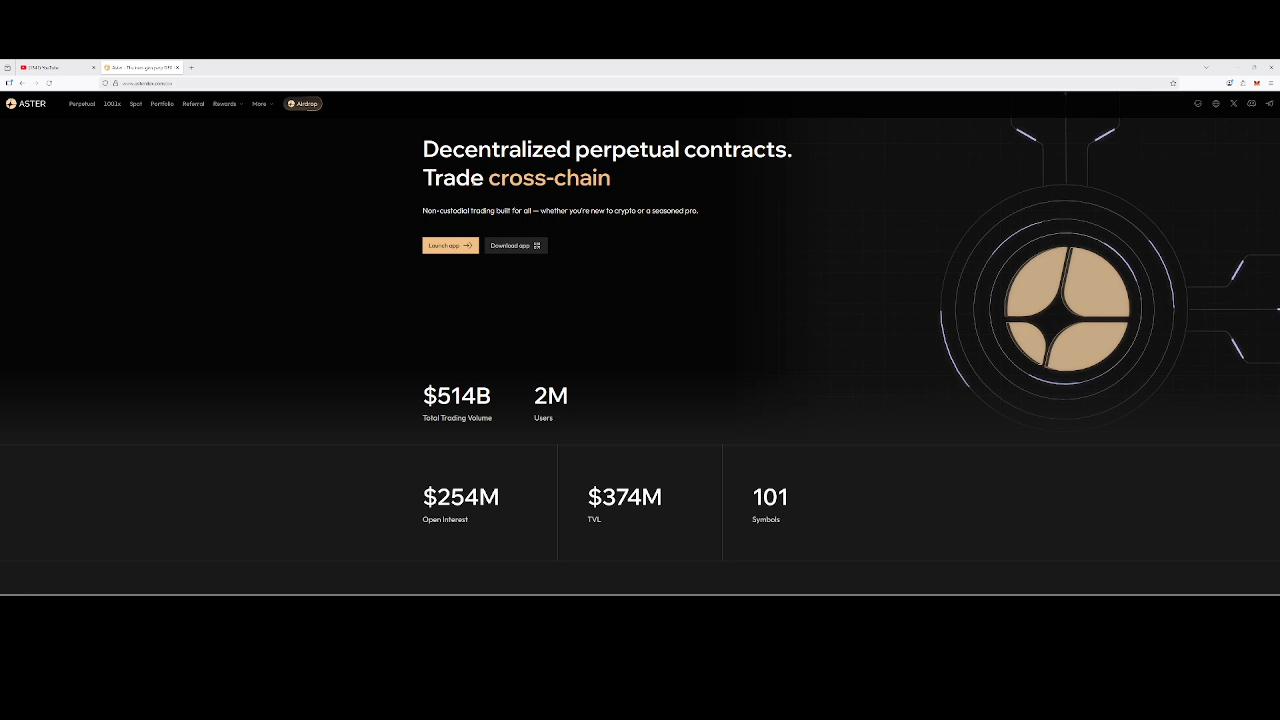 ASTER
Perpetual 1001x Spot Portfolio Referral Rewards More Airdrop
Decentralized perpetual contracts.
Trade cross-chain
Non-custodial trading built for all — whether you're new to crypto or a seasoned pro.
Launch app Download app
$514B 2M
Total Trading Volume Users
$254M $374M 101
Open Interest TVL Symbols